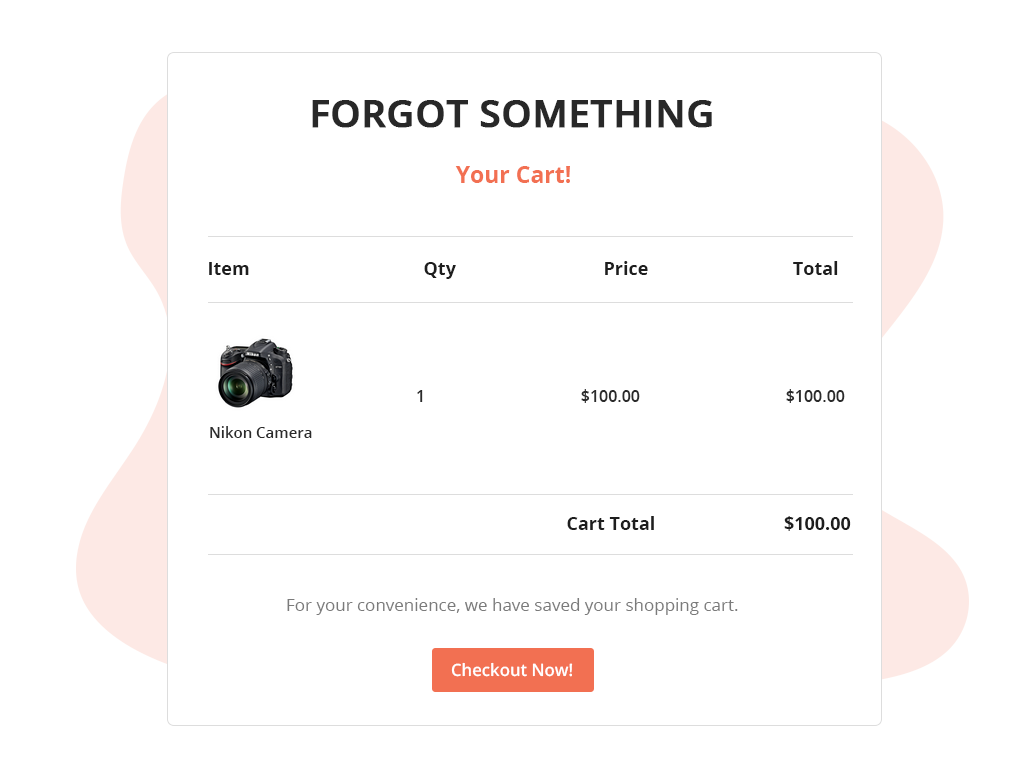 FORGOT SOMETHING
Your Cart!
Item Qty Price Total
Nikon
1 $100.00 $100.00
Nikon Camera
Cart Total $100.00
For your convenience, we have saved your shopping cart.
Checkout Now!